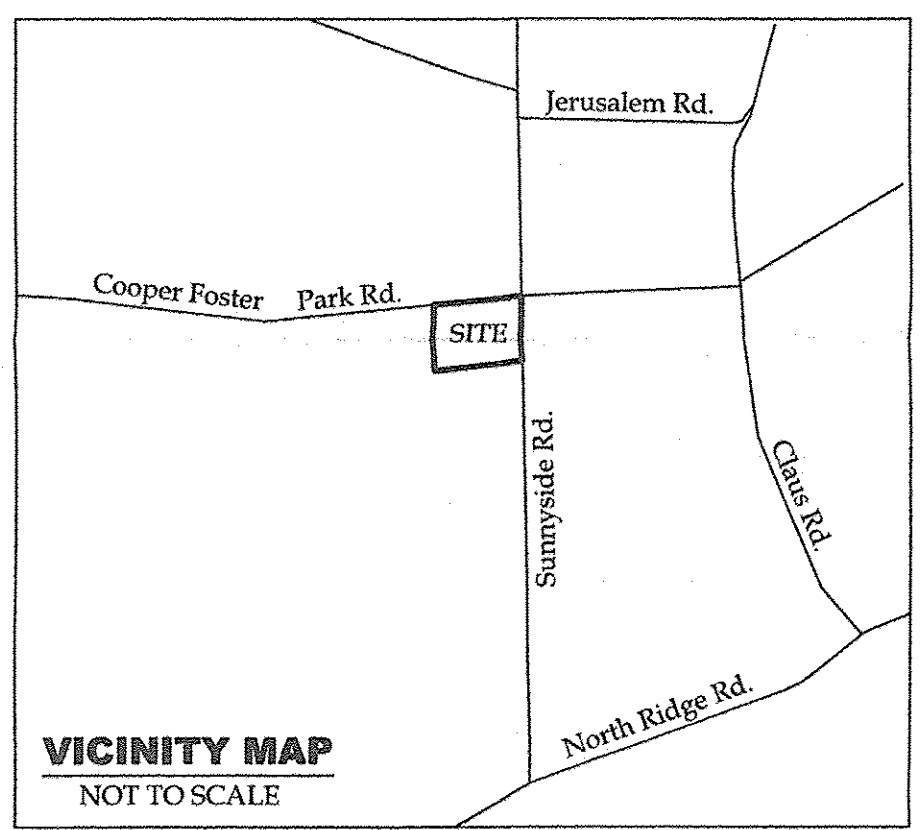 Jerusalem Rd.
Cooper Foster Park Rd.
SITE
Sunnyside Rd.
Claus Rd.
North Ridge Rd.
VICINITY MAP
NOT TO SCALE